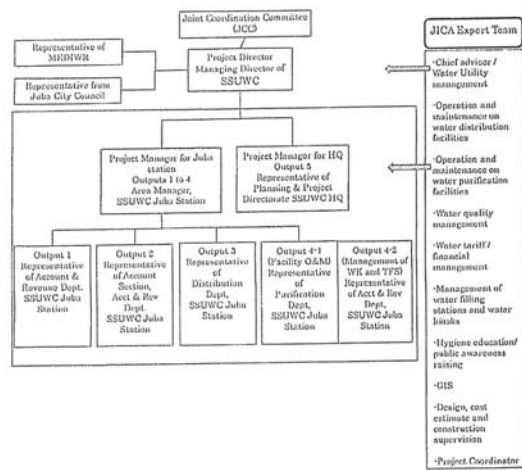 Joint Coordination Committee
(JCC)
Representative of
MEDIWR
Representative from
Juba City Council
Project Director
Managing Director of
SSUWC
Project Manager for Juba
station
Outputs 1 to 4
Area Manager,
SSUWC Juba Station
Project Manager for HQ
Output 5
Representative of
Planning & Project
Directorate SSUWC HQ
Output 1
Representative of
Account &
Revenue Dept.
SSUWC Juba
Station
Output 2
Representative
of Account
Section,
Acct & Rev
Dept.
SSUWC Juba
Station
Output 3
Representative
of
Distribution
Dept,
SSUWC Juba
Station
Output 4-1
(Facility O&M)
Representative
of
Purification
Dept,
SSUWC Juba
Station
Output 4-2
(Management of
WK and TFS)
Representative
of Acct & Rev
Dept,
SSUWC Juba
Station
JICA Expert Team
・Chief advisor /
Water Utility
management
・Operation and
maintenance on
water distribution
facilities
・Operation and
maintenance on
water purification
facilities
・Water quality
management
・Water tariff /
financial
management
・Management of
water filling
stations and water
kiosks
・Hygiene education/
public awareness
raising
・GIS
・Design, cost
estimate and
construction
supervision
・Project Coordinator